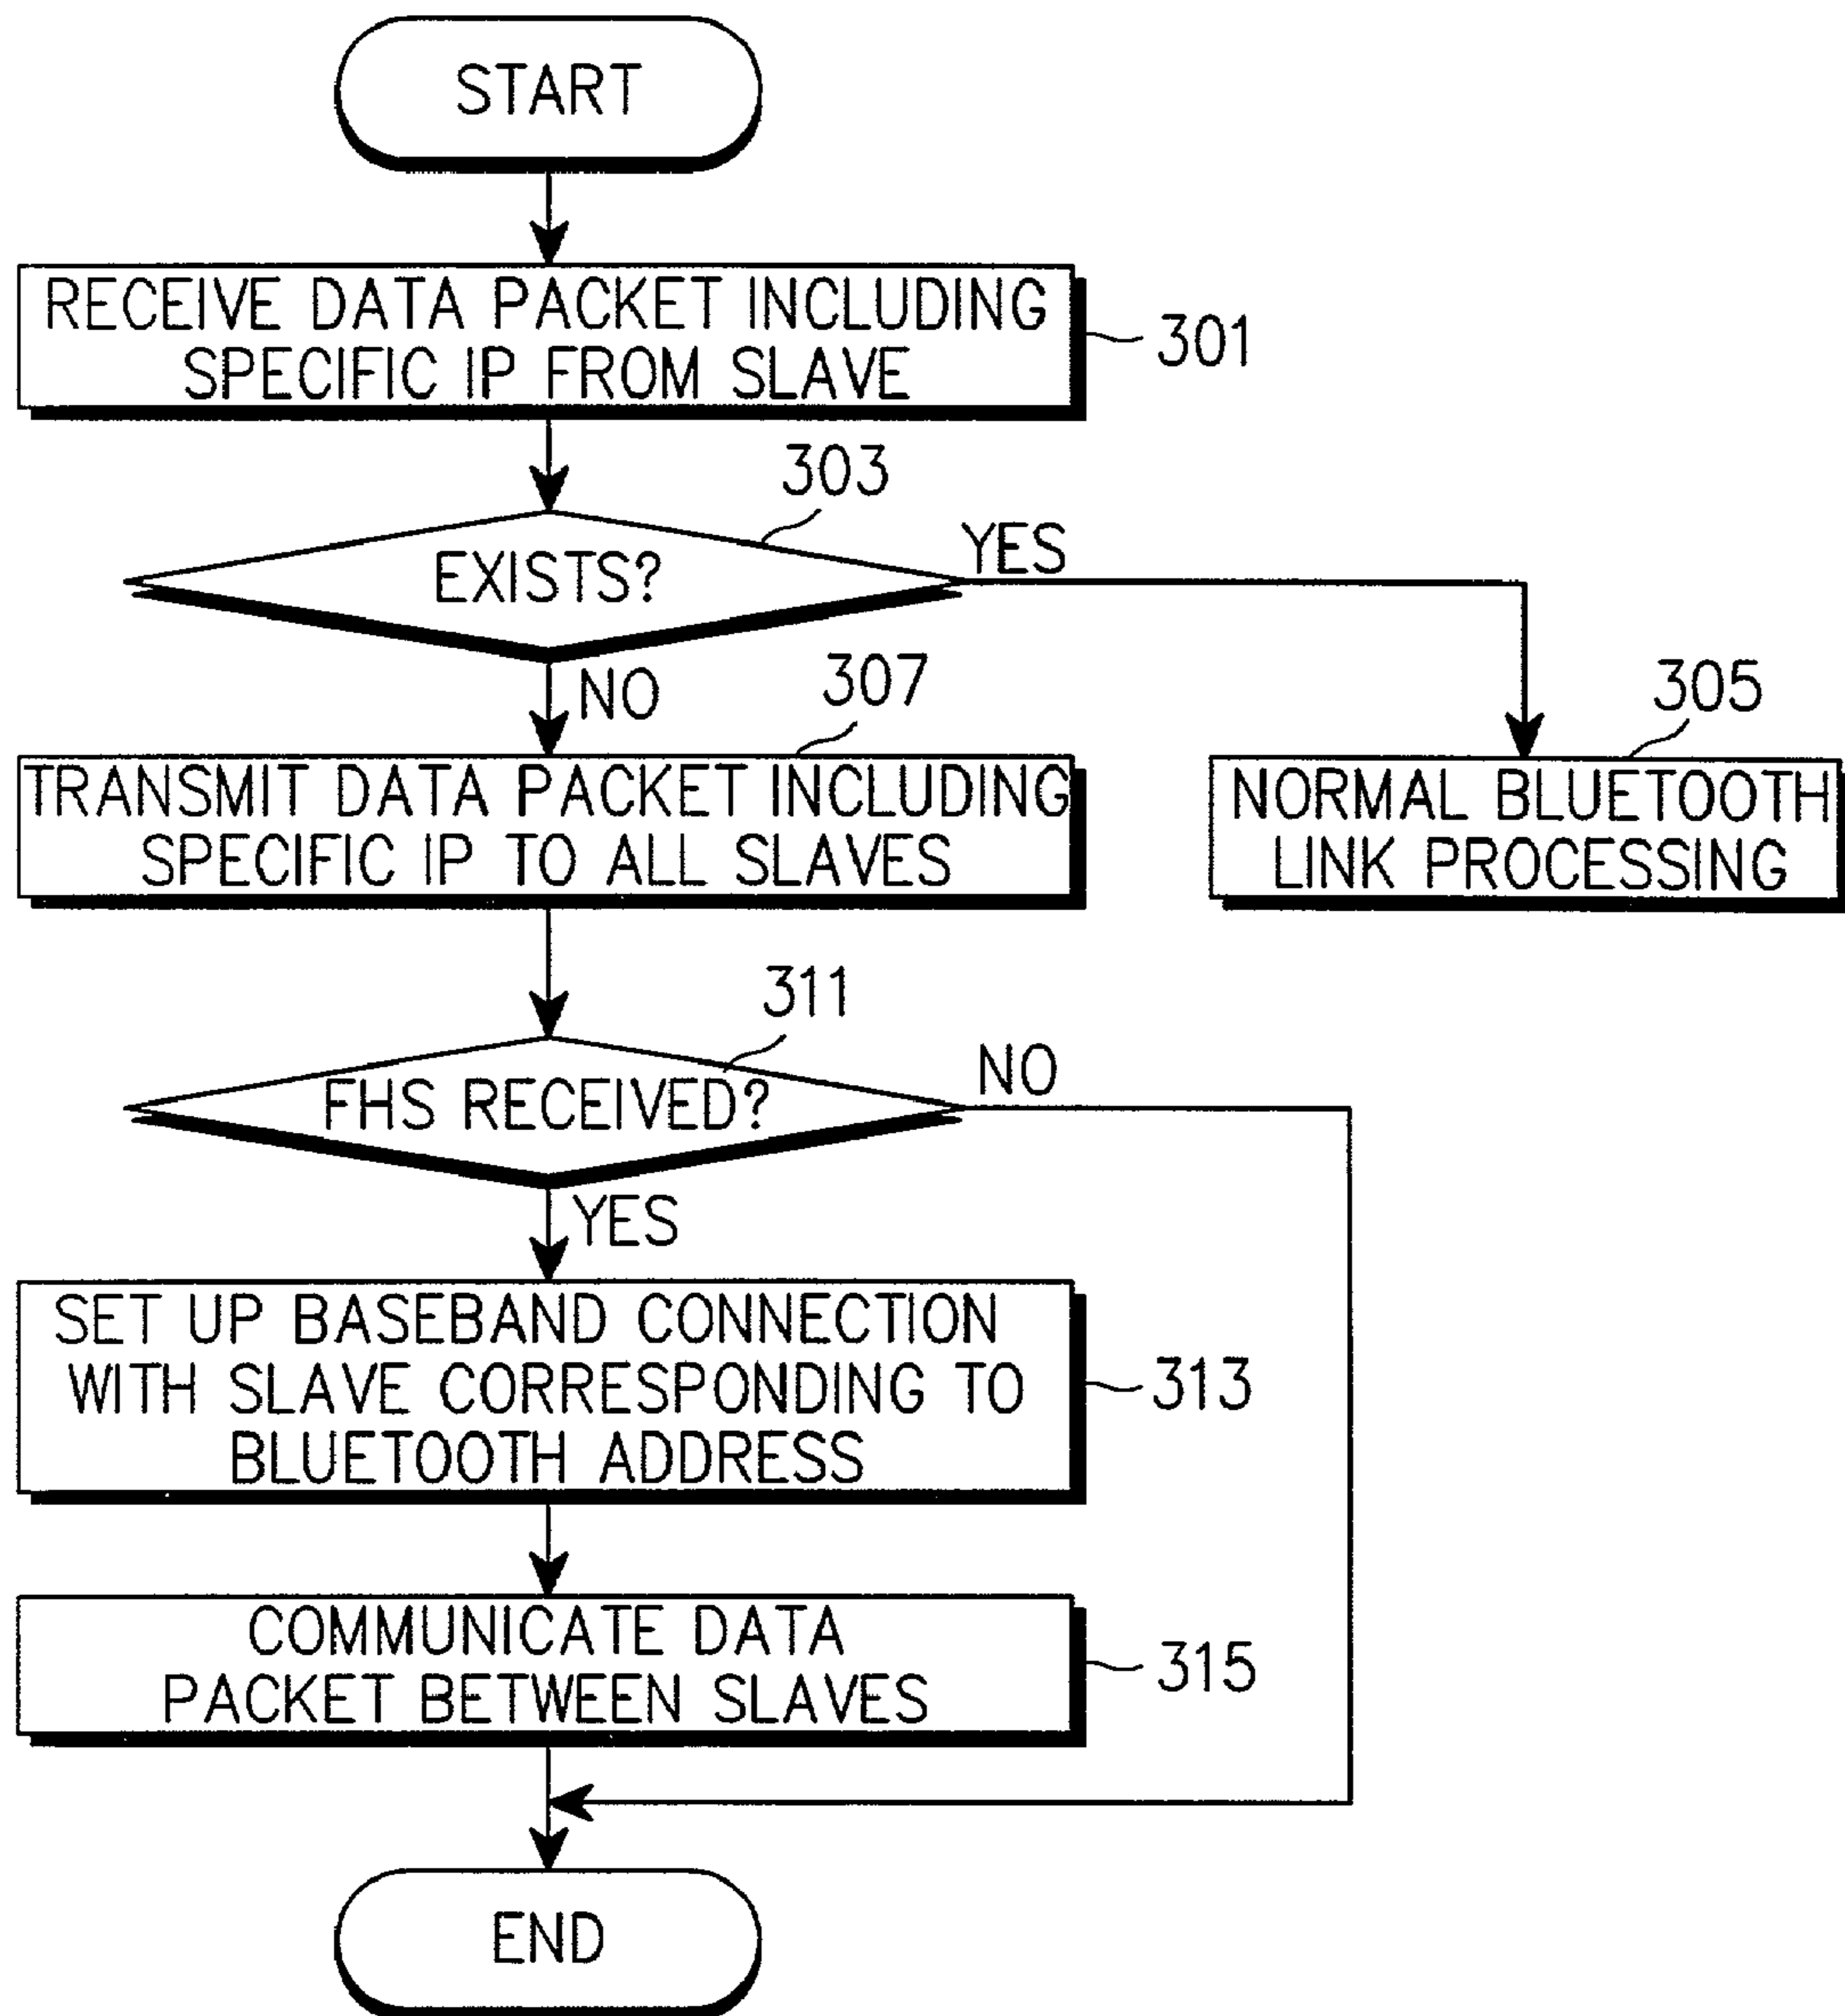 START
RECEIVE DATA PACKET INCLUDING
SPECIFIC IP FROM SLAVE
301
303
EXISTS?
YES
NO
307
305
TRANSMIT DATA PACKET INCLUDING
SPECIFIC IP TO ALL SLAVES
NORMAL BLUETOOTH
LINK PROCESSING
311
FHS RECEIVED?
NO
YES
SET UP BASEBAND CONNECTION
WITH SLAVE CORRESPONDING TO
BLUETOOTH ADDRESS
313
COMMUNICATE DATA
PACKET BETWEEN SLAVES
315
END